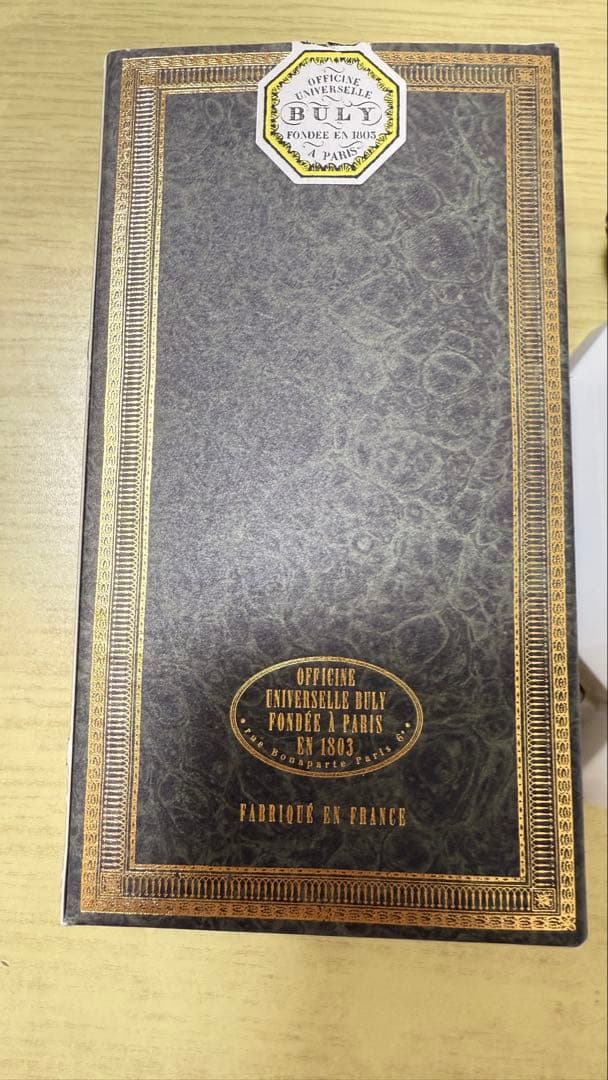 OFFICINE
UNIVERSELLE
BULY
FONDÉE EN 1803
A PARIS
OFFICINE
UNIVERSELLE BULY
FONDÉE À PARIS
EN 1803
rue Bonaparte Paris 6e
FABRIQUÉ EN FRANCE